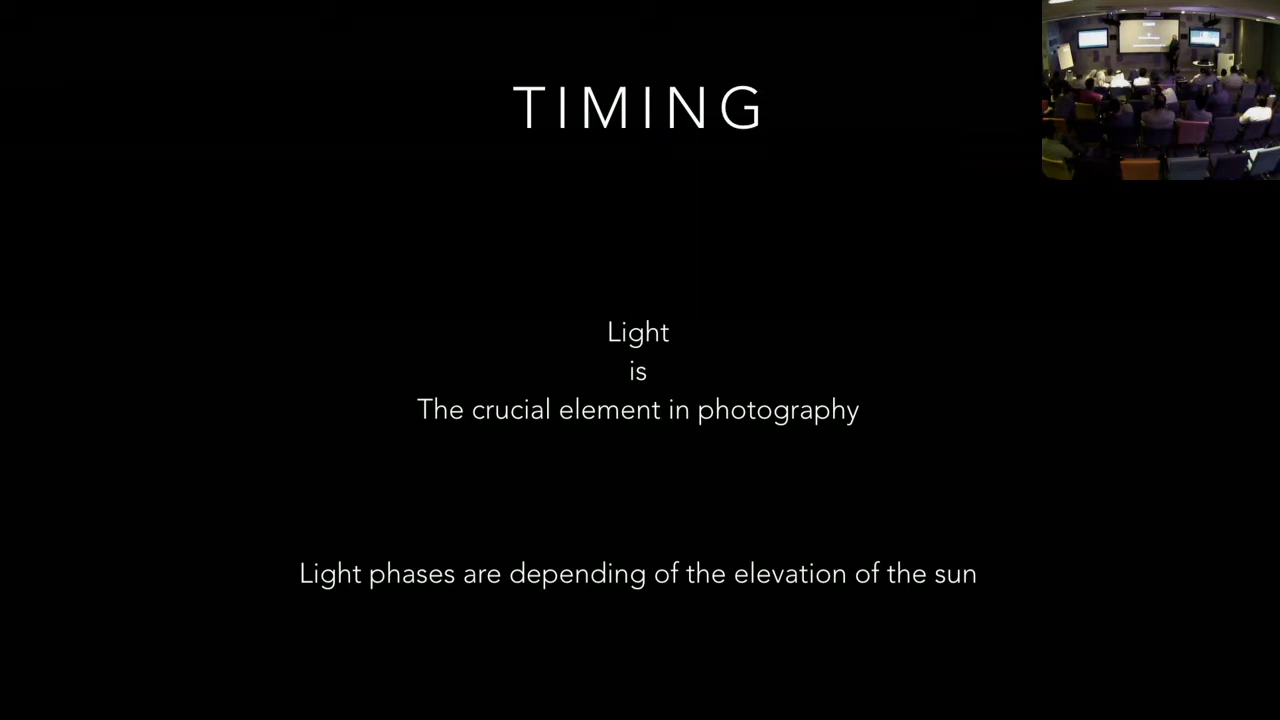 TIMING
Light
is
The crucial element in photography
Light phases are depending of the elevation of the sun